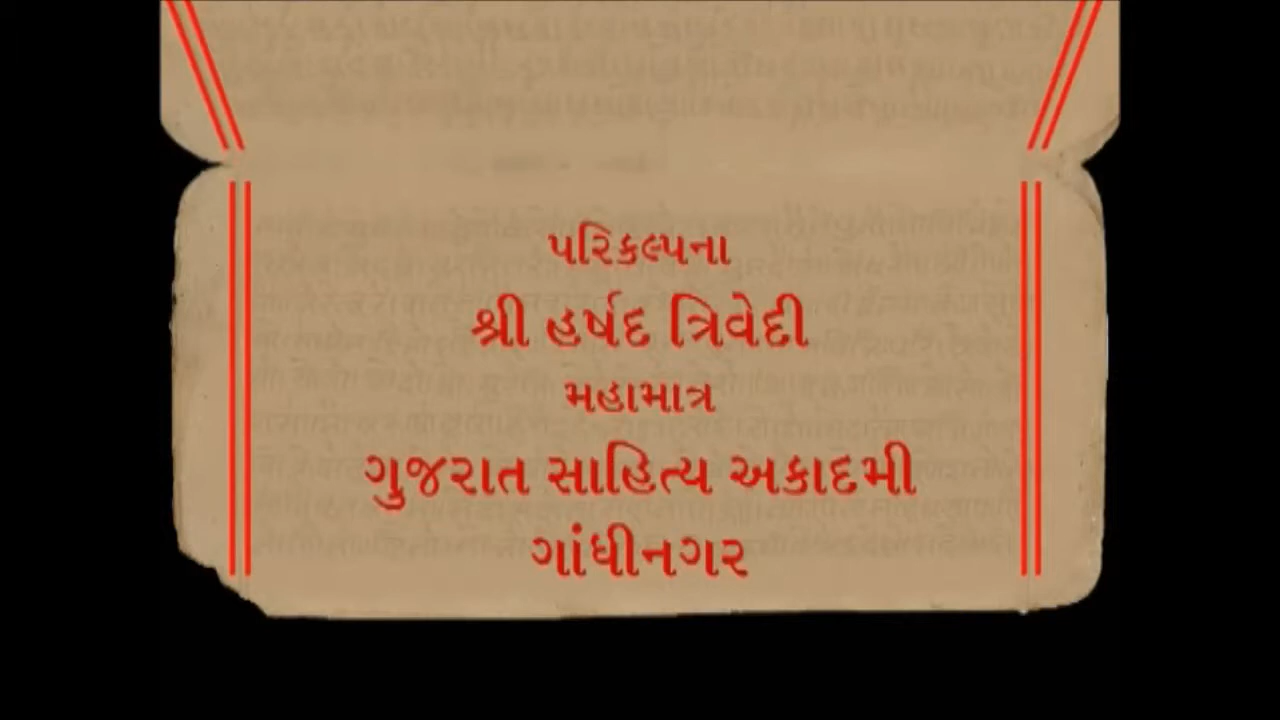 પરિકલ્પના
શ્રી હર્ષદ ત્રિવેદી
મહામાત્ર
ગુજરાત સાહિત્ય અકાદમી
ગાંધીનગર